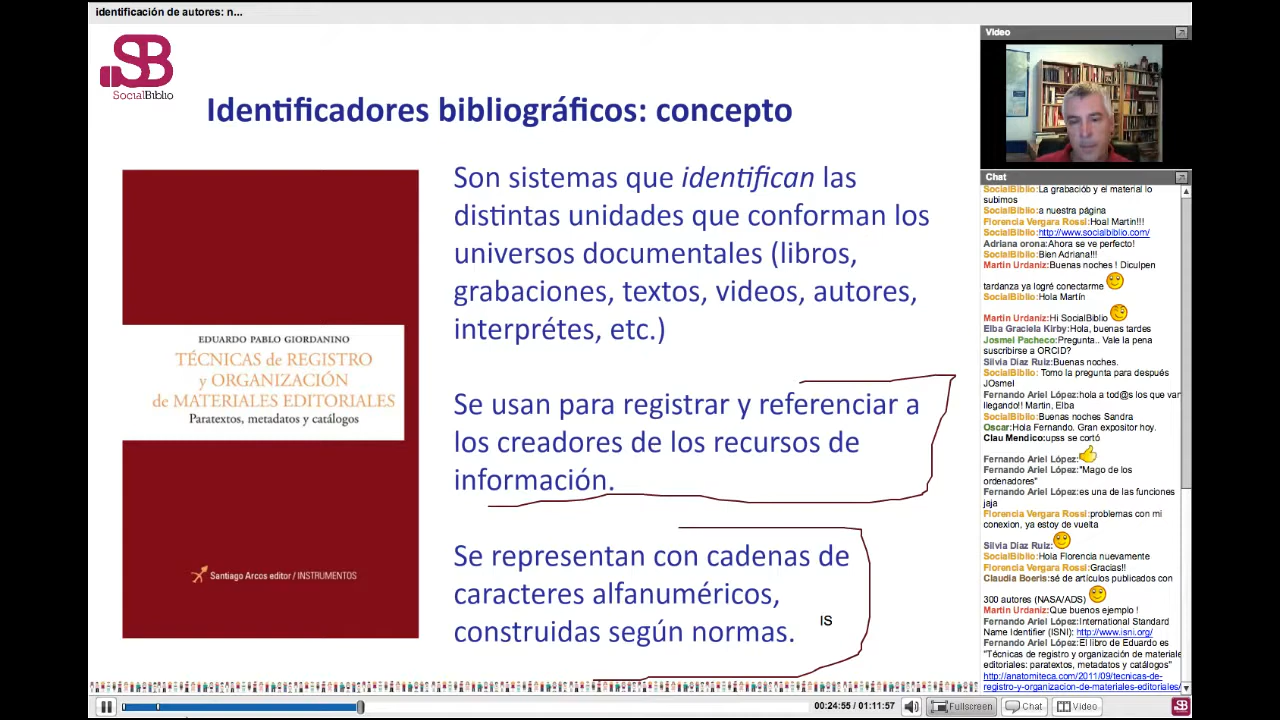 identificación de autores: n...
SB
SocialBiblio
Identificadores bibliográficos: concepto
EDUARDO PABLO GIORDANINO
TÉCNICAS de REGISTRO
y ORGANIZACIÓN
de MATERIALES EDITORIALES
Paratextos, metadatos y catálogos
Santiago Arcos editor / INSTRUMENTOS
Son sistemas que identifican las
distintas unidades que conforman los
universos documentales (libros,
grabaciones, textos, videos, autores,
interprétes, etc.)
Se usan para registrar y referenciar a
los creadores de los recursos de
información.
Se representan con cadenas de
caracteres alfanuméricos,
construidas según normas.
IS
Video
Chat
SocialBiblio:La grabacióò y el material lo
subimos
SocialBiblio:a nuestra página
Florencia Vergara Rossi:Hoal Martin!!!
SocialBiblio:http://www.socialbiblio.com/
Adriana orona:Ahora se ve perfecto!
SocialBiblio:Bien Adriana!!!
Martin Urdaniz:Buenas noches ! Diculpen
tardanza ya logré conectarme
SocialBiblio:Hola Martín
Martin Urdaniz:Hi SocialBiblio
Elba Graciela Kirby:Hola, buenas tardes
Josmel Pacheco:Pregunta.. Vale la pena
suscribirse a ORCID?
Silvia Díaz Ruiz:Buenas noches.
SocialBiblio: Tomo la pregunta para después
JOsmel
Fernando Ariel López:hola a tod@s los que van
llegando!! Martin, Elba
SocialBiblio:Buenas noches Sandra
Oscar:Hola Fernando. Gran expositor hoy.
Clau Mendico:upss se cortó
Fernando Ariel López:
Fernando Ariel López:"Mago de los
ordenadores"
Fernando Ariel López:es una de las funciones
jaja
Florencia Vergara Rossi:problemas con mi
conexion, ya estoy de vuelta
Silvia Díaz Ruiz:
SocialBiblio:Hola Florencia nuevamente
Florencia Vergara Rossi:Gracias!!
Claudia Boeris:sé de artículos publicados con
300 autores (NASA/ADS)
Martin Urdaniz:Que buenos ejemplo !
Fernando Ariel López:International Standard
Name Identifier (ISNI): http://www.isni.org/
Fernando Ariel López:El libro de Eduardo es
"Técnicas de registro y organización de materiale
editoriales: paratextos, metadatos y catálogos"
http://anatomiteca.com/2011/09/tecnicas-de-
registro-y-organizacion-de-materiales-editoriales/
00:24:55 / 01:11:57
Fullscreen
Chat
Video
SB